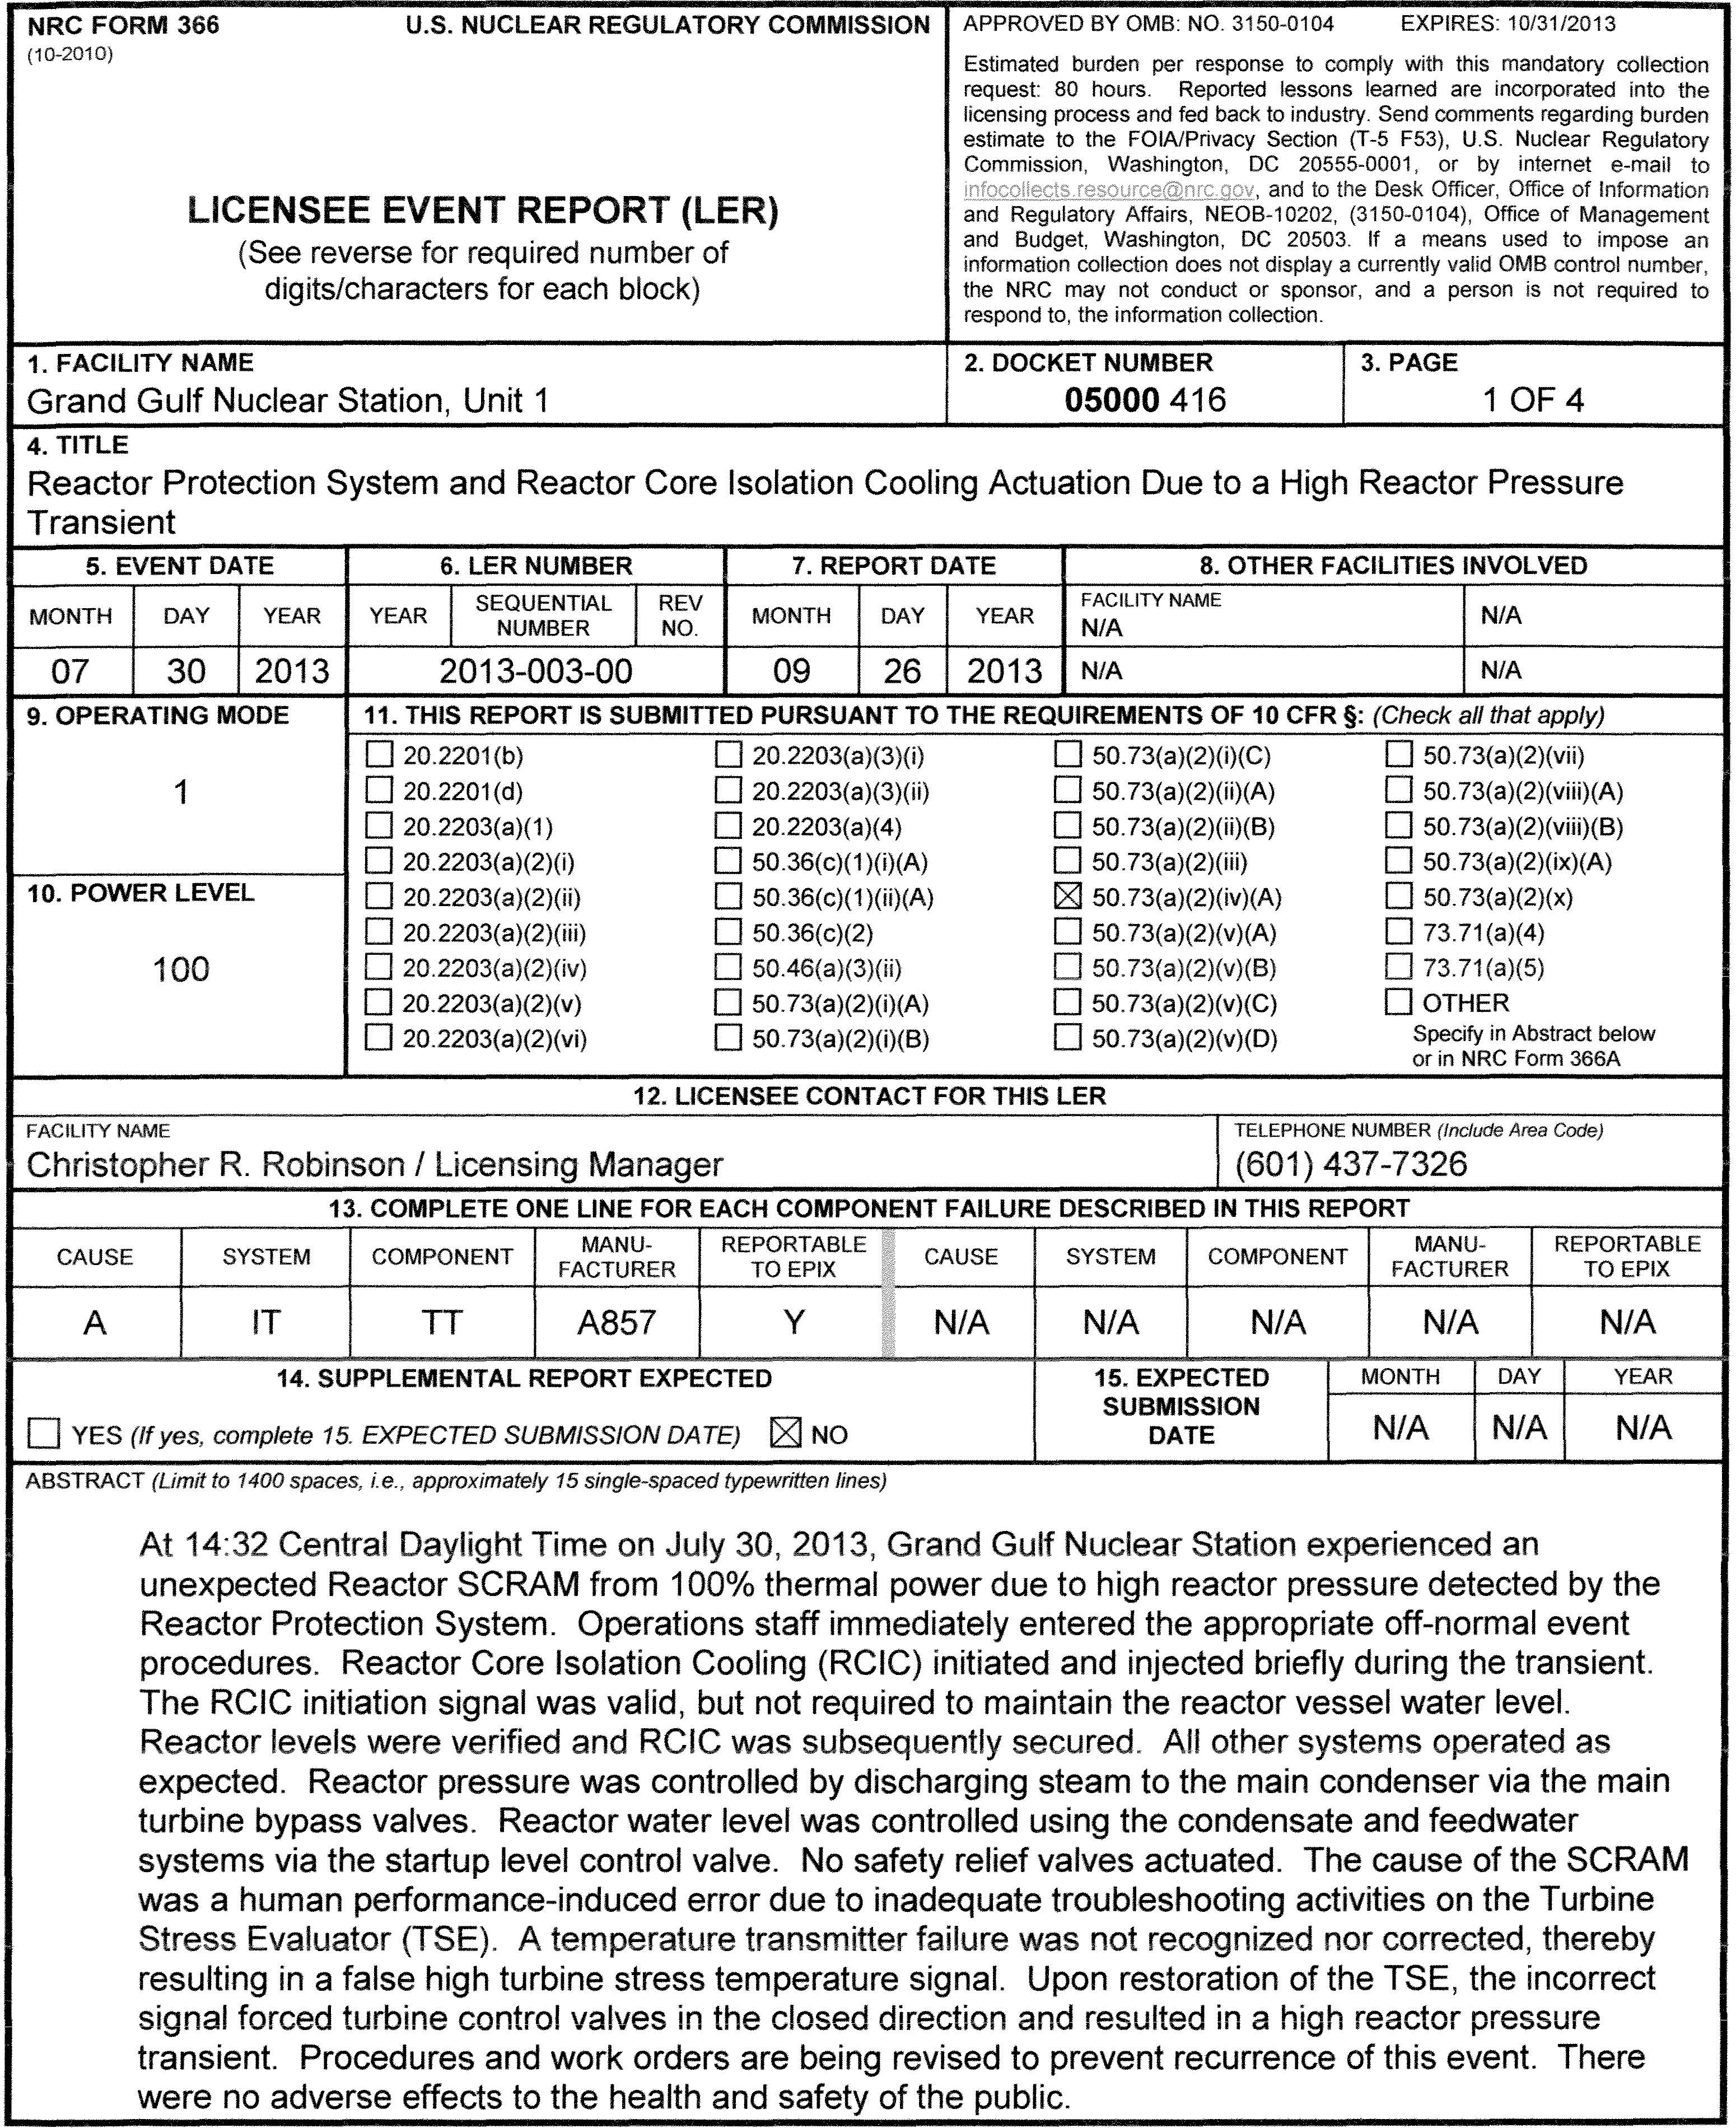 NRC FORM 366
(10-2010)
U.S. NUCLEAR REGULATORY COMMISSION
LICENSEE EVENT REPORT (LER)
(See reverse for required number of
digits/characters for each block)
APPROVED BY OMB: NO. 3150-0104 EXPIRES: 10/31/2013
Estimated burden per response to comply with this mandatory collection
request: 80 hours. Reported lessons learned are incorporated into the
licensing process and fed back to industry. Send comments regarding burden
estimate to the FOIA/Privacy Section (T-5 F53), U.S. Nuclear Regulatory
Commission, Washington, DC 20555-0001, or by internet e-mail to
infocollects.resource@nrc.gov, and to the Desk Officer, Office of Information
and Regulatory Affairs, NEOB-10202, (3150-0104), Office of Management
and Budget, Washington, DC 20503. If a means used to impose an
information collection does not display a currently valid OMB control number,
the NRC may not conduct or sponsor, and a person is not required to
respond to, the information collection.
1. FACILITY NAME
Grand Gulf Nuclear Station, Unit 1
2. DOCKET NUMBER
05000 416
3. PAGE
1 OF 4
4. TITLE
Reactor Protection System and Reactor Core Isolation Cooling Actuation Due to a High Reactor Pressure
Transient
5. EVENT DATE 6. LER NUMBER 7. REPORT DATE 8. OTHER FACILITIES INVOLVED
MONTH DAY YEAR YEAR SEQUENTIAL NUMBER REV NO. MONTH DAY YEAR FACILITY NAME N/A N/A
07 30 2013 2013-003-00 09 26 2013 N/A N/A
9. OPERATING MODE
1
10. POWER LEVEL
100
11. THIS REPORT IS SUBMITTED PURSUANT TO THE REQUIREMENTS OF 10 CFR §: (Check all that apply)
☐ 20.2201(b) ☐ 20.2203(a)(3)(i) ☐ 50.73(a)(2)(i)(C) ☐ 50.73(a)(2)(vii)
☐ 20.2201(d) ☐ 20.2203(a)(3)(ii) ☐ 50.73(a)(2)(ii)(A) ☐ 50.73(a)(2)(viii)(A)
☐ 20.2203(a)(1) ☐ 20.2203(a)(4) ☐ 50.73(a)(2)(ii)(B) ☐ 50.73(a)(2)(viii)(B)
☐ 20.2203(a)(2)(i) ☐ 50.36(c)(1)(i)(A) ☐ 50.73(a)(2)(iii) ☐ 50.73(a)(2)(ix)(A)
☐ 20.2203(a)(2)(ii) ☐ 50.36(c)(1)(ii)(A) ☒ 50.73(a)(2)(iv)(A) ☐ 50.73(a)(2)(x)
☐ 20.2203(a)(2)(iii) ☐ 50.36(c)(2) ☐ 50.73(a)(2)(v)(A) ☐ 73.71(a)(4)
☐ 20.2203(a)(2)(iv) ☐ 50.46(a)(3)(ii) ☐ 50.73(a)(2)(v)(B) ☐ 73.71(a)(5)
☐ 20.2203(a)(2)(v) ☐ 50.73(a)(2)(i)(A) ☐ 50.73(a)(2)(v)(C) ☐ OTHER
☐ 20.2203(a)(2)(vi) ☐ 50.73(a)(2)(i)(B) ☐ 50.73(a)(2)(v)(D) Specify in Abstract below
or in NRC Form 366A
12. LICENSEE CONTACT FOR THIS LER
FACILITY NAME
Christopher R. Robinson / Licensing Manager
TELEPHONE NUMBER (Include Area Code)
(601) 437-7326
13. COMPLETE ONE LINE FOR EACH COMPONENT FAILURE DESCRIBED IN THIS REPORT
CAUSE SYSTEM COMPONENT MANU-FACTURER REPORTABLE TO EPIX CAUSE SYSTEM COMPONENT MANU-FACTURER REPORTABLE TO EPIX
A IT TT A857 Y N/A N/A N/A N/A N/A
14. SUPPLEMENTAL REPORT EXPECTED
☐ YES (If yes, complete 15. EXPECTED SUBMISSION DATE) ☒ NO
15. EXPECTED
SUBMISSION
DATE
MONTH DAY YEAR
N/A N/A N/A
ABSTRACT (Limit to 1400 spaces, i.e., approximately 15 single-spaced typewritten lines)
At 14:32 Central Daylight Time on July 30, 2013, Grand Gulf Nuclear Station experienced an
unexpected Reactor SCRAM from 100% thermal power due to high reactor pressure detected by the
Reactor Protection System. Operations staff immediately entered the appropriate off-normal event
procedures. Reactor Core Isolation Cooling (RCIC) initiated and injected briefly during the transient.
The RCIC initiation signal was valid, but not required to maintain the reactor vessel water level.
Reactor levels were verified and RCIC was subsequently secured. All other systems operated as
expected. Reactor pressure was controlled by discharging steam to the main condenser via the main
turbine bypass valves. Reactor water level was controlled using the condensate and feedwater
systems via the startup level control valve. No safety relief valves actuated. The cause of the SCRAM
was a human performance-induced error due to inadequate troubleshooting activities on the Turbine
Stress Evaluator (TSE). A temperature transmitter failure was not recognized nor corrected, thereby
resulting in a false high turbine stress temperature signal. Upon restoration of the TSE, the incorrect
signal forced turbine control valves in the closed direction and resulted in a high reactor pressure
transient. Procedures and work orders are being revised to prevent recurrence of this event. There
were no adverse effects to the health and safety of the public.